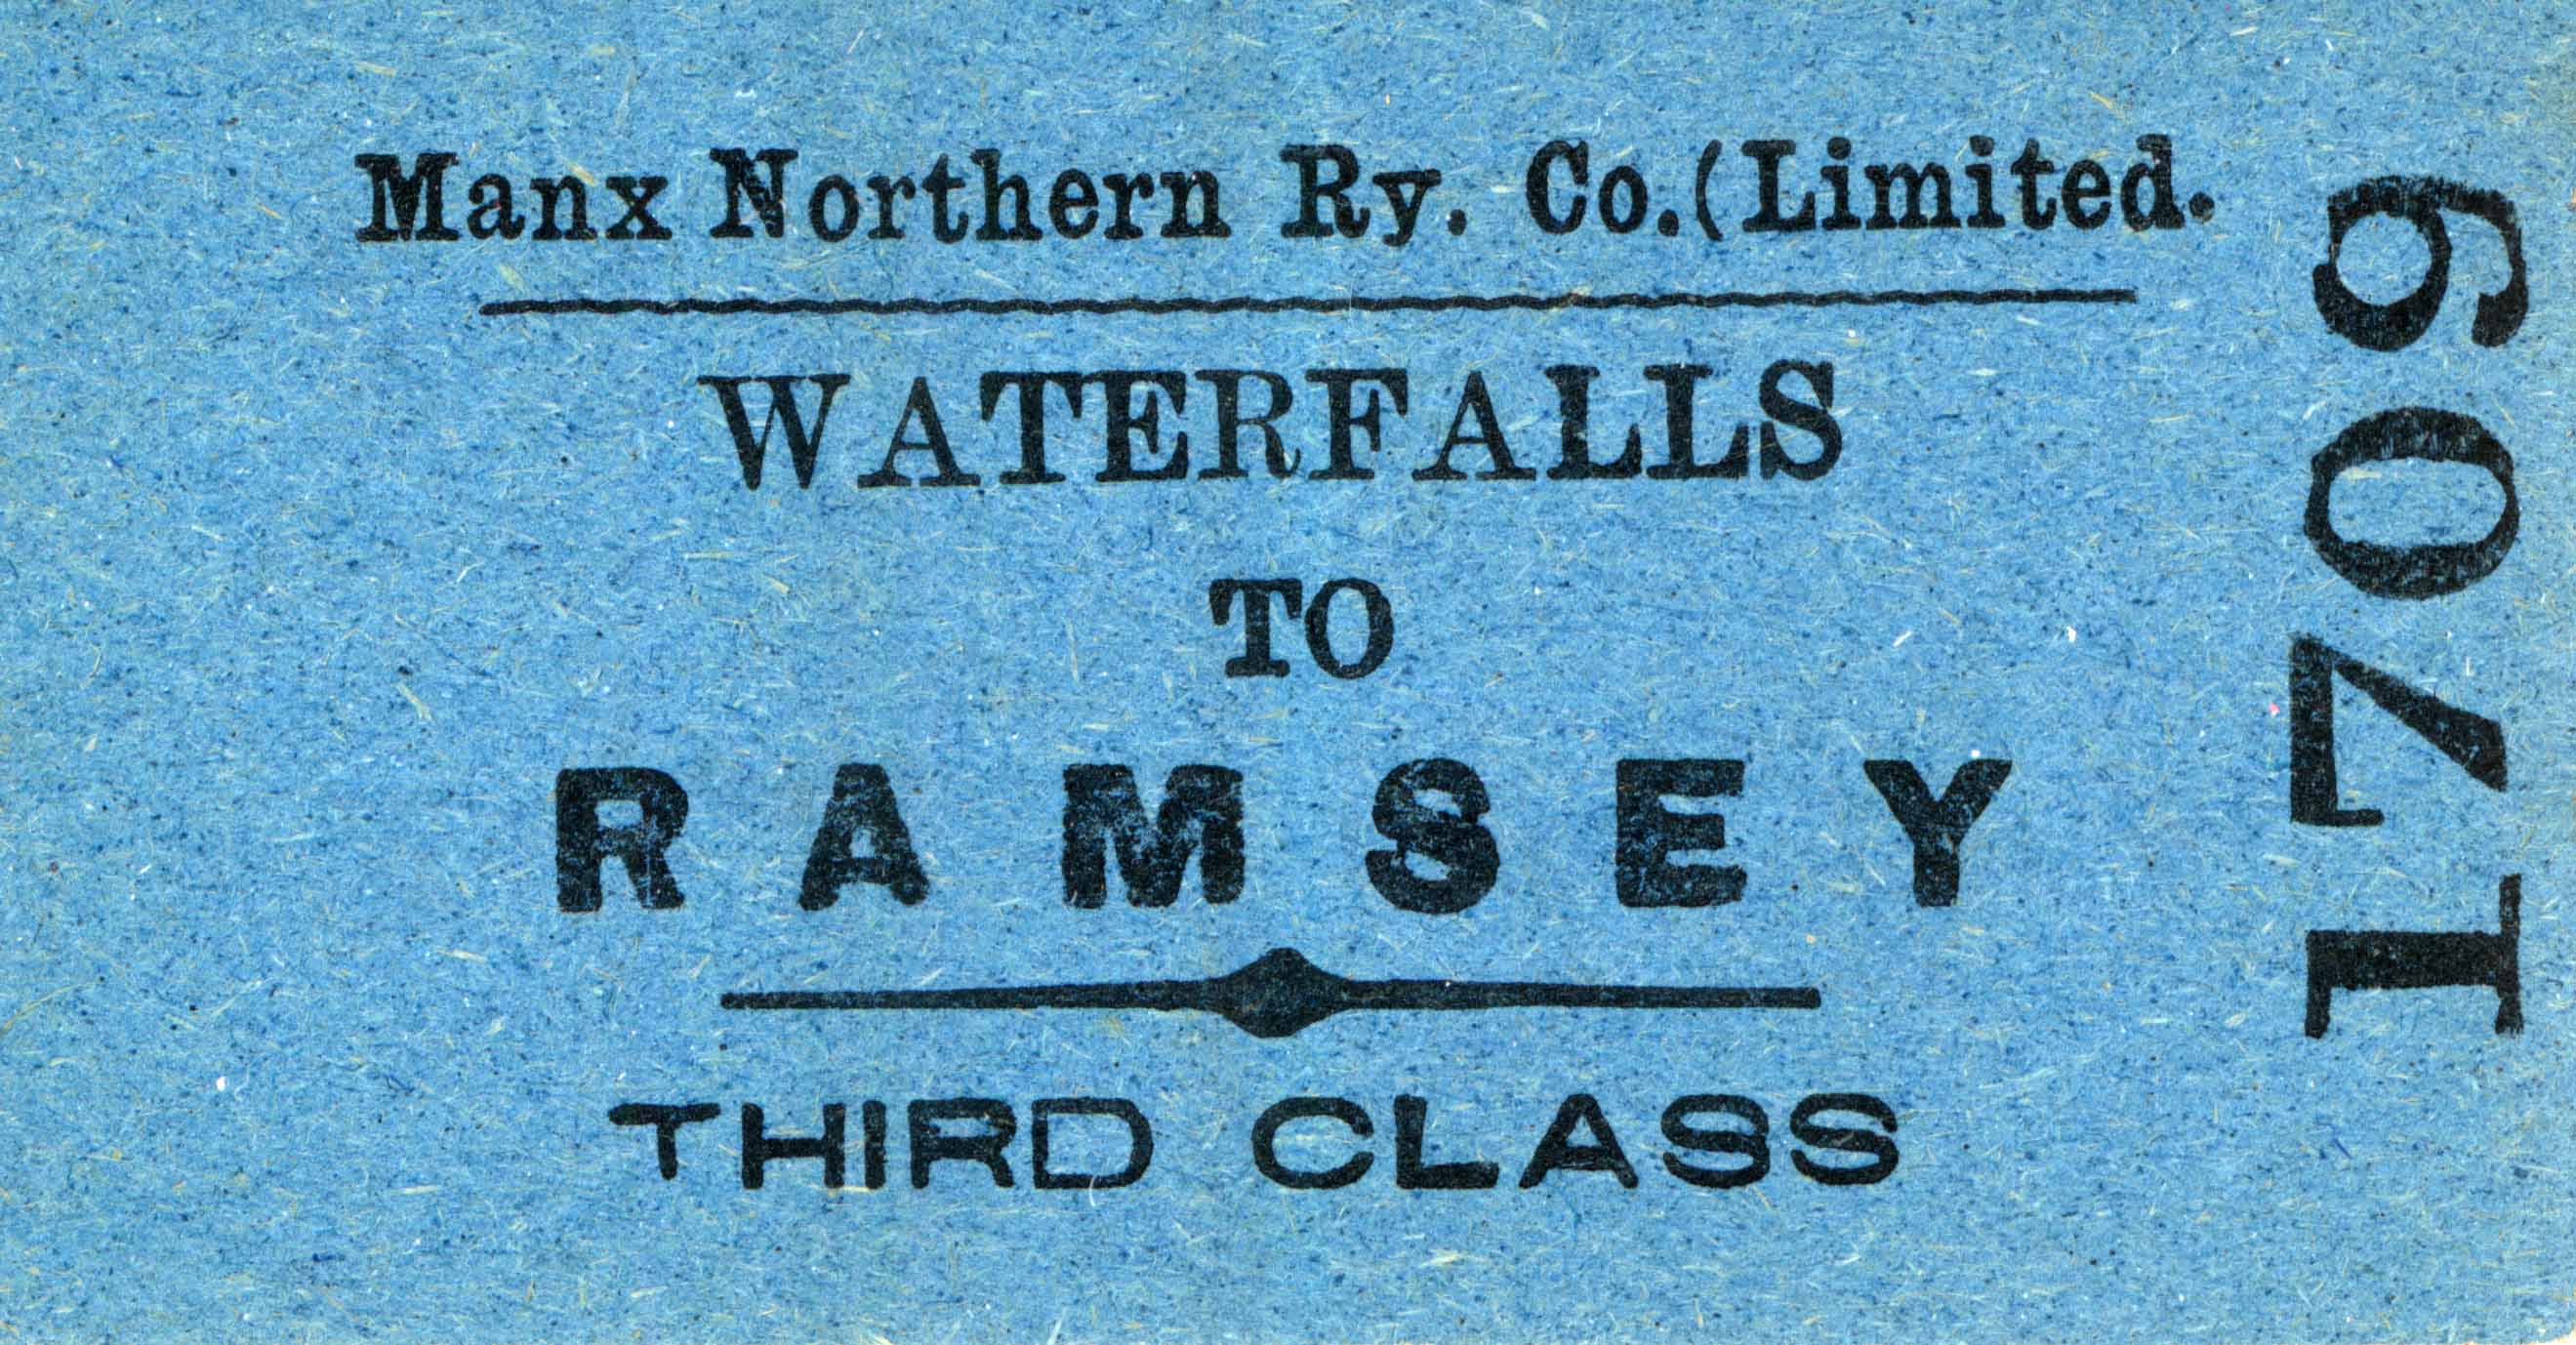 Manx Northern Ry. Co.(Limited.
WATERFALLS
TO
RAMSEY
THIRD CLASS
1709